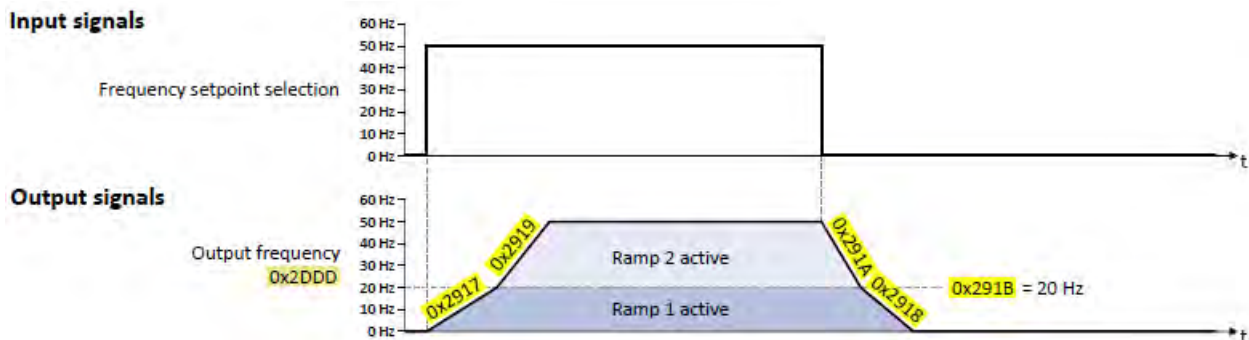 Input signals
60 Hz
50 Hz
40 Hz
30 Hz
20 Hz
10 Hz
0 Hz
Frequency setpoint selection
t
Output signals
60 Hz
50 Hz
40 Hz
30 Hz
20 Hz
10 Hz
0 Hz
Output frequency
0x2DDD
0x2917
0x2919
Ramp 2 active
Ramp 1 active
0x291A
0x2918
0x291B = 20 Hz
t